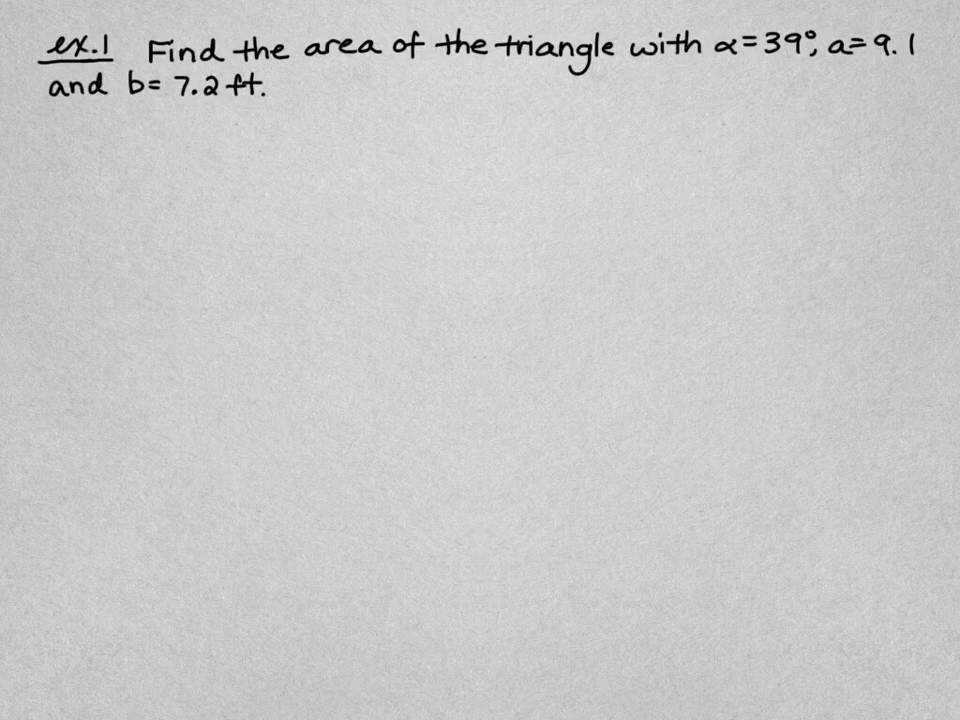 ex.1 Find the area of the triangle with α=39°, a=9.1
and b=7.2 ft.